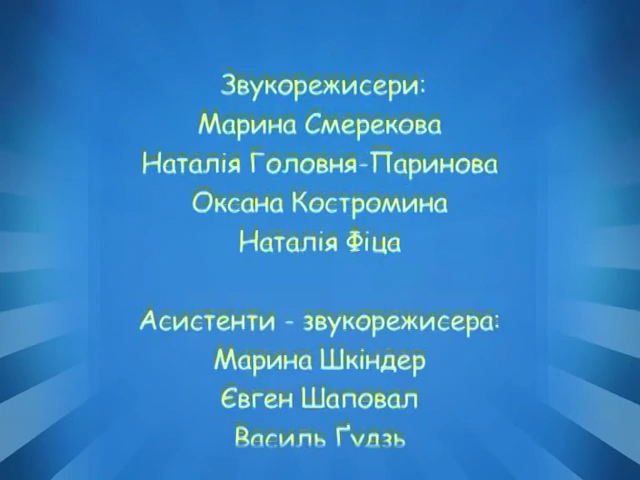 Звукорежисери:
Марина Смерекова
Наталія Головня-Паринова
Оксана Костромина
Наталія Фіца
Асистенти - звукорежисера:
Марина Шкіндер
Євген Шаповал
Василь Ґудзь